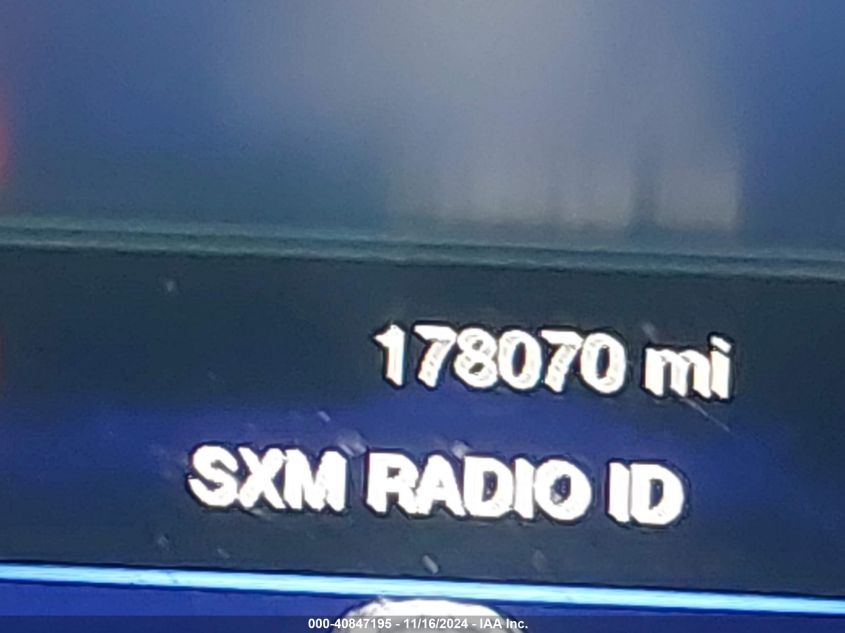 178070 mi
SXM RADIO ID
000-40847195 - 11/16/2024 - IAA Inc.